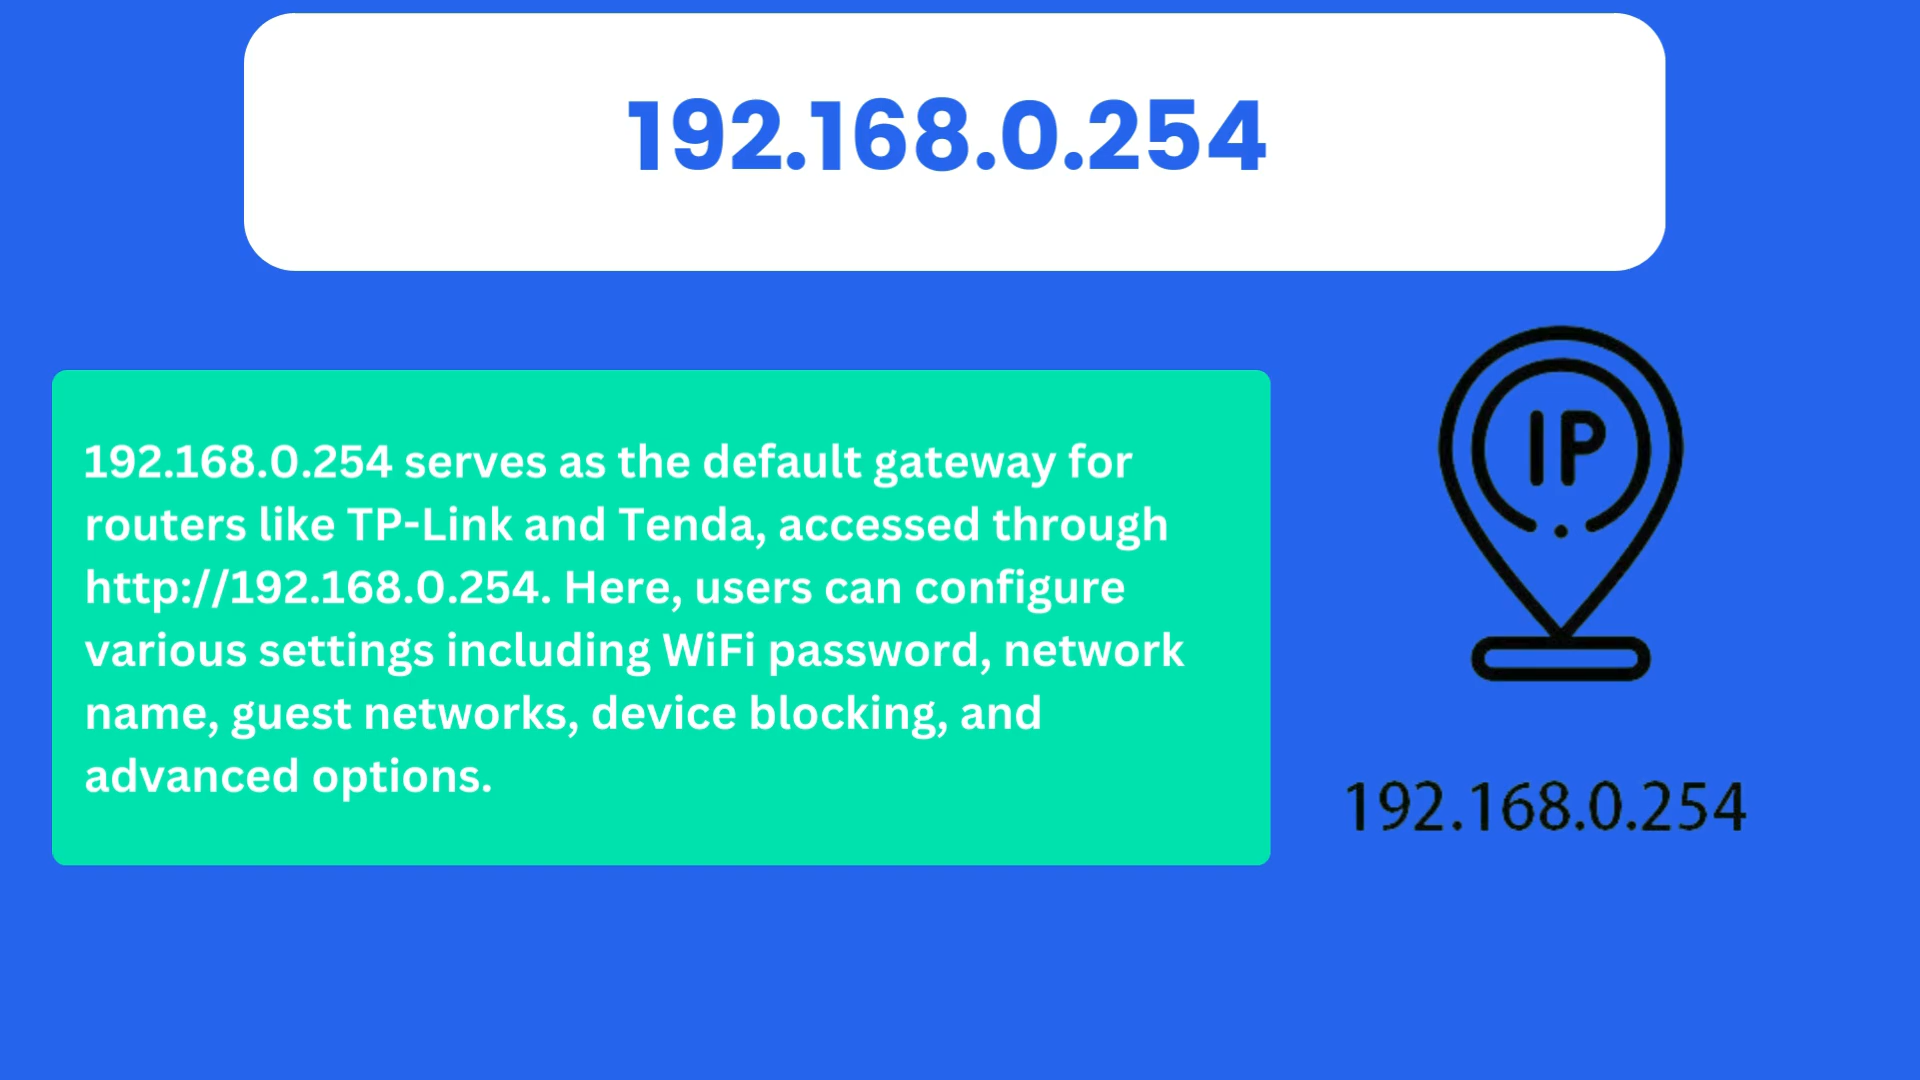 192.168.0.254
192.168.0.254 serves as the default gateway for
routers like TP-Link and Tenda, accessed through
http://192.168.0.254. Here, users can configure
various settings including WiFi password, network
name, guest networks, device blocking, and
advanced options.
IP
192.168.0.254